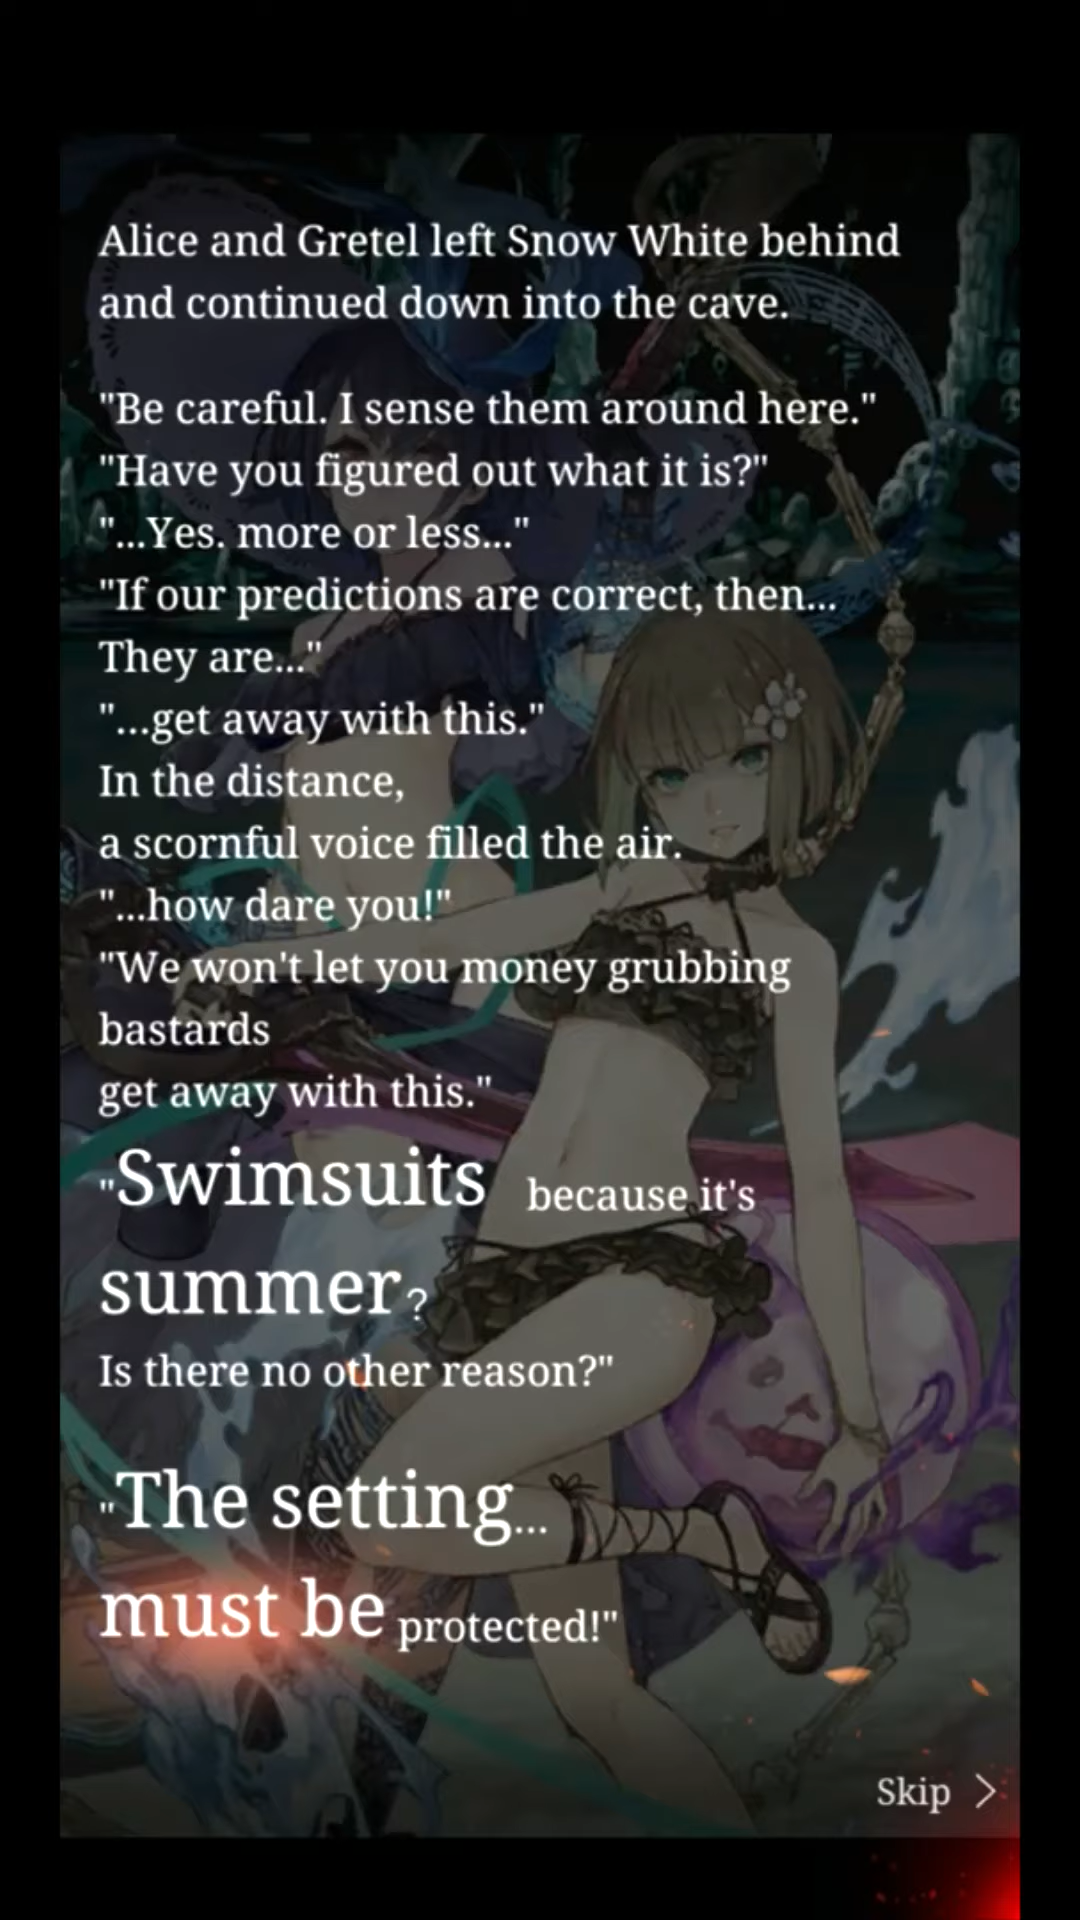 Alice and Gretel left Snow White behind
and continued down into the cave.
"Be careful. I sense them around here."
"Have you figured out what it is?"
"...Yes. more or less..."
"If our predictions are correct, then...
They are..."
"...get away with this."
In the distance,
a scornful voice filled the air.
"...how dare you!"
"We won't let you money grubbing
bastards
get away with this."
"Swimsuits because it's
summer?
Is there no other reason?"
"The setting...
must be protected!"
Skip >